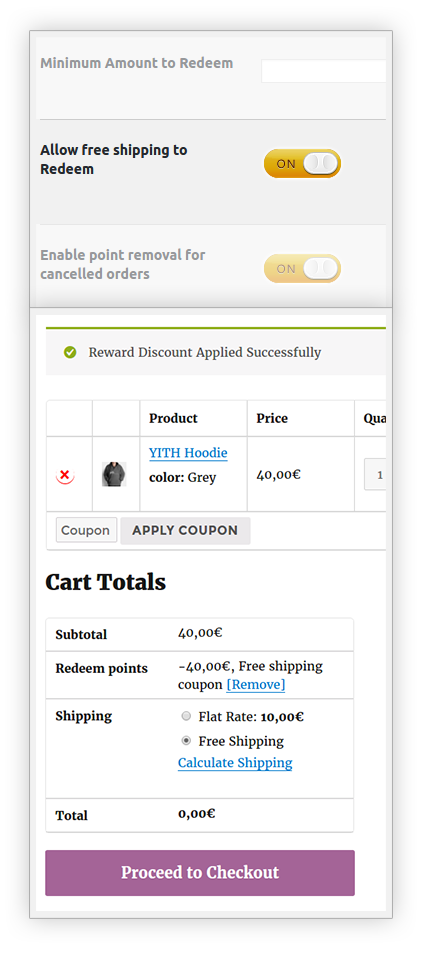 Minimum Amount to Redeem
Allow free shipping to
Redeem
ON
Enable point removal for
cancelled orders
ON
Reward Discount Applied Successfully
Product Price Qua
YITH Hoodie
color: Grey
40,00€
1
Coupon APPLY COUPON
Cart Totals
Subtotal 40,00€
Redeem points -40,00€, Free shipping
coupon [Remove]
Shipping Flat Rate: 10,00€
Free Shipping
Calculate Shipping
Total 0,00€
Proceed to Checkout